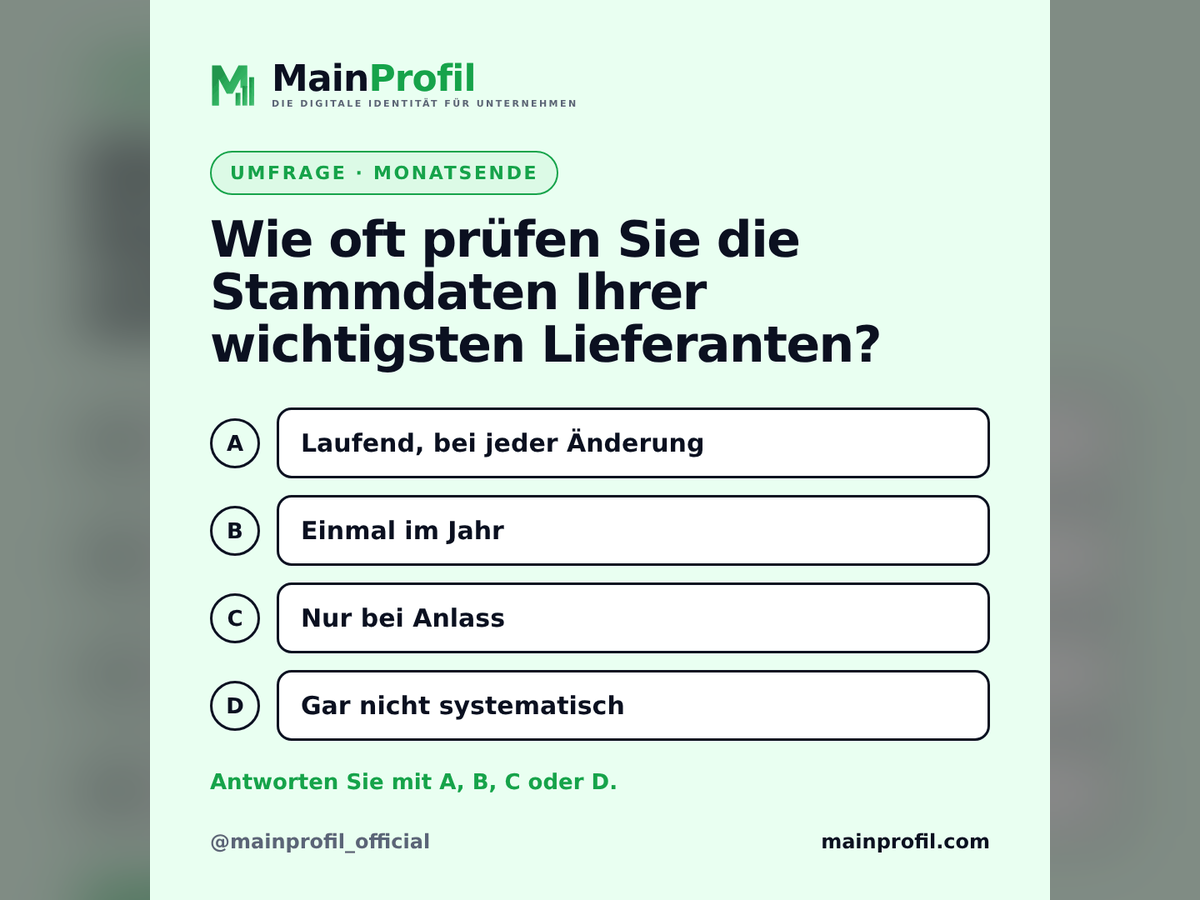 MainProfil
DIE DIGITALE IDENTITÄT FÜR UNTERNEHMEN
UMFRAGE · MONATSENDE
Wie oft prüfen Sie die
Stammdaten Ihrer
wichtigsten Lieferanten?
A Laufend, bei jeder Änderung
B Einmal im Jahr
C Nur bei Anlass
D Gar nicht systematisch
Antworten Sie mit A, B, C oder D.
@mainprofil_official mainprofil.com